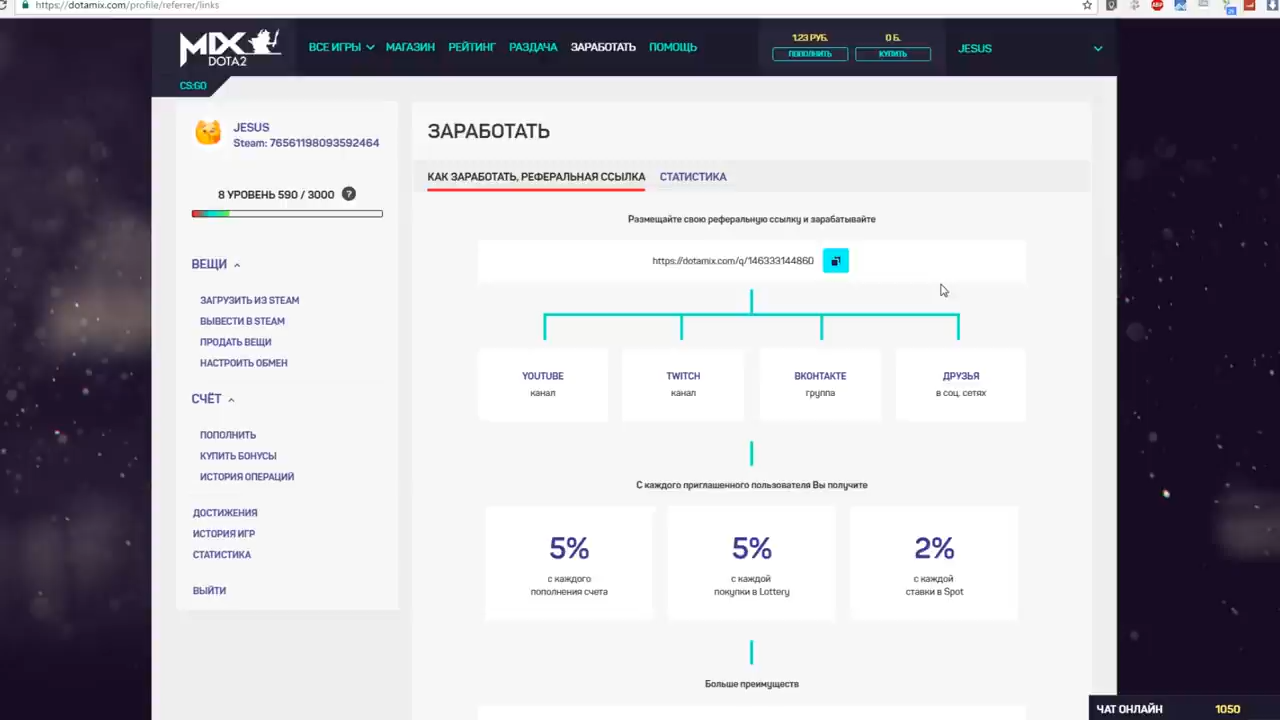 https://dotamix.com/profile/referrer/links
MIX
DOTA2
ВСЕ ИГРЫ
МАГАЗИН
РЕЙТИНГ
РАЗДАЧА
ЗАРАБОТАТЬ
ПОМОЩЬ
1.23 РУБ.
ПОПОЛНИТЬ
0 Б.
КУПИТЬ
JESUS
CS:GO
JESUS
Steam: 76561198093592464
8 УРОВЕНЬ 590 / 3000 ?
ВЕЩИ
ЗАГРУЗИТЬ ИЗ STEAM
ВЫВЕСТИ В STEAM
ПРОДАТЬ ВЕЩИ
НАСТРОИТЬ ОБМЕН
СЧЁТ
ПОПОЛНИТЬ
КУПИТЬ БОНУСЫ
ИСТОРИЯ ОПЕРАЦИЙ
ДОСТИЖЕНИЯ
ИСТОРИЯ ИГР
СТАТИСТИКА
ВЫЙТИ
ЗАРАБОТАТЬ
КАК ЗАРАБОТАТЬ, РЕФЕРАЛЬНАЯ ССЫЛКА
СТАТИСТИКА
Размещайте свою реферальную ссылку и зарабатывайте
https://dotamix.com/q/146333144860
YOUTUBE
канал
TWITCH
канал
ВКОНТАКТЕ
группа
ДРУЗЬЯ
в соц. сетях
С каждого приглашенного пользователя Вы получите
5%
с каждого
пополнения счета
5%
с каждой
покупки в Lottery
2%
с каждой
ставки в Spot
Больше преимуществ
ЧАТ ОНЛАЙН 1050